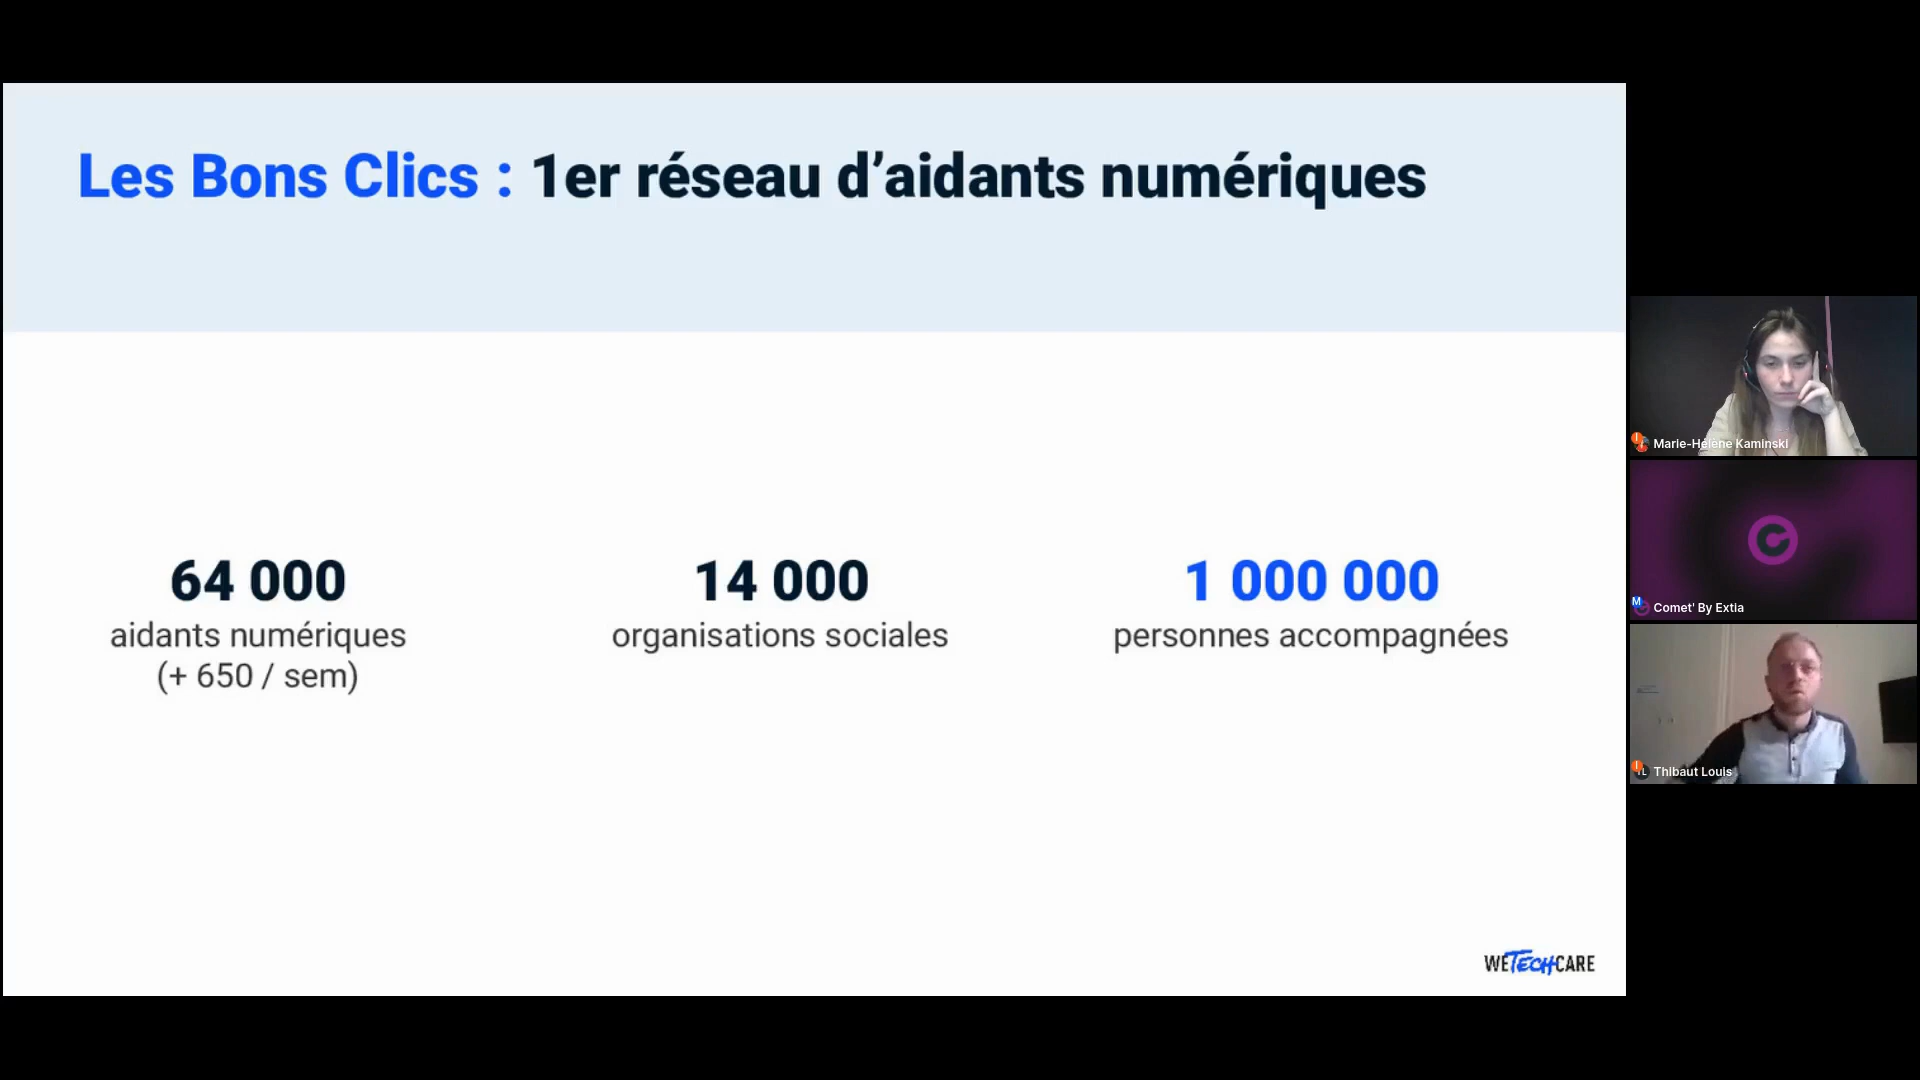 Les Bons Clics : 1er réseau d’aidants numériques
64 000
aidants numériques
(+ 650 / sem)
14 000
organisations sociales
1 000 000
personnes accompagnées
WETECHCARE
Marie-Hélène Kaminski
M
Comet' By Extia
TL
Thibaut Louis